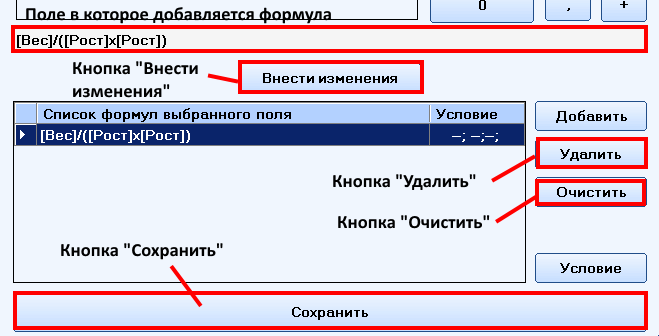 Поле в которое добавляется формула
0 , +
[Вес]/([Рост]x[Рост])
Кнопка "Внести
изменения"
Внести изменения
Список формул выбранного поля Условие
[Вес]/([Рост]x[Рост]) –; –;–;
Добавить
Удалить
Кнопка "Удалить"
Очистить
Кнопка "Очистить"
Кнопка "Сохранить"
Условие
Сохранить